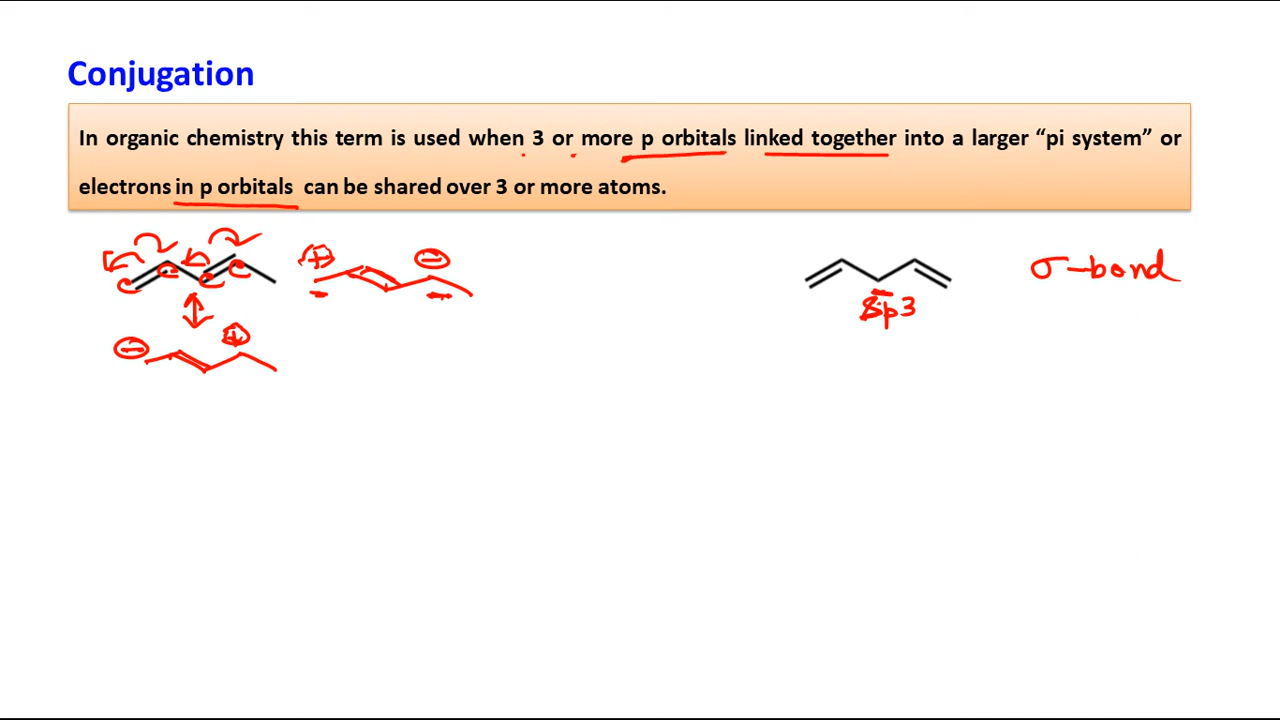 Conjugation
In organic chemistry this term is used when 3 or more p orbitals linked together into a larger “pi system” or
electrons in p orbitals can be shared over 3 or more atoms.
+
−
σ-bond
sp3
−
+